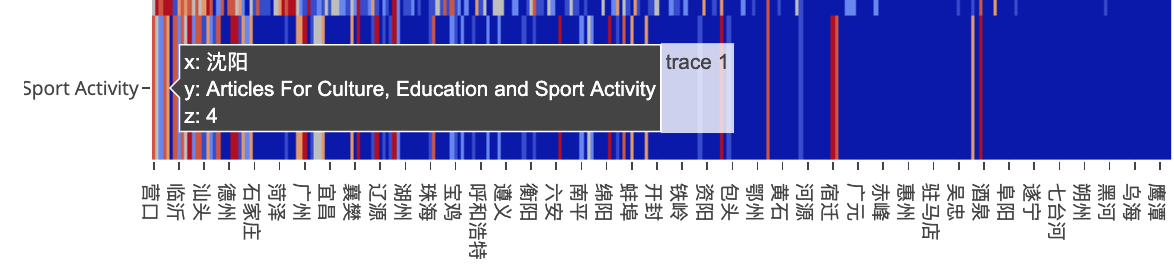 x: 沈阳
trace 1
Sport Activity
y: Articles For Culture, Education and Sport Activity
z: 4
营口
临沂
汕头
德州
石家庄
菏泽
广州
宜昌
襄樊
辽源
湖州
珠海
宝鸡
呼和浩特
遵义
衡阳
六安
南平
绵阳
蚌埠
开封
铁岭
资阳
包头
鄂州
黄石
河源
宿迁
广元
赤峰
惠州
驻马店
吴忠
酒泉
阜阳
遂宁
七台河
朔州
黑河
乌海
鹰潭